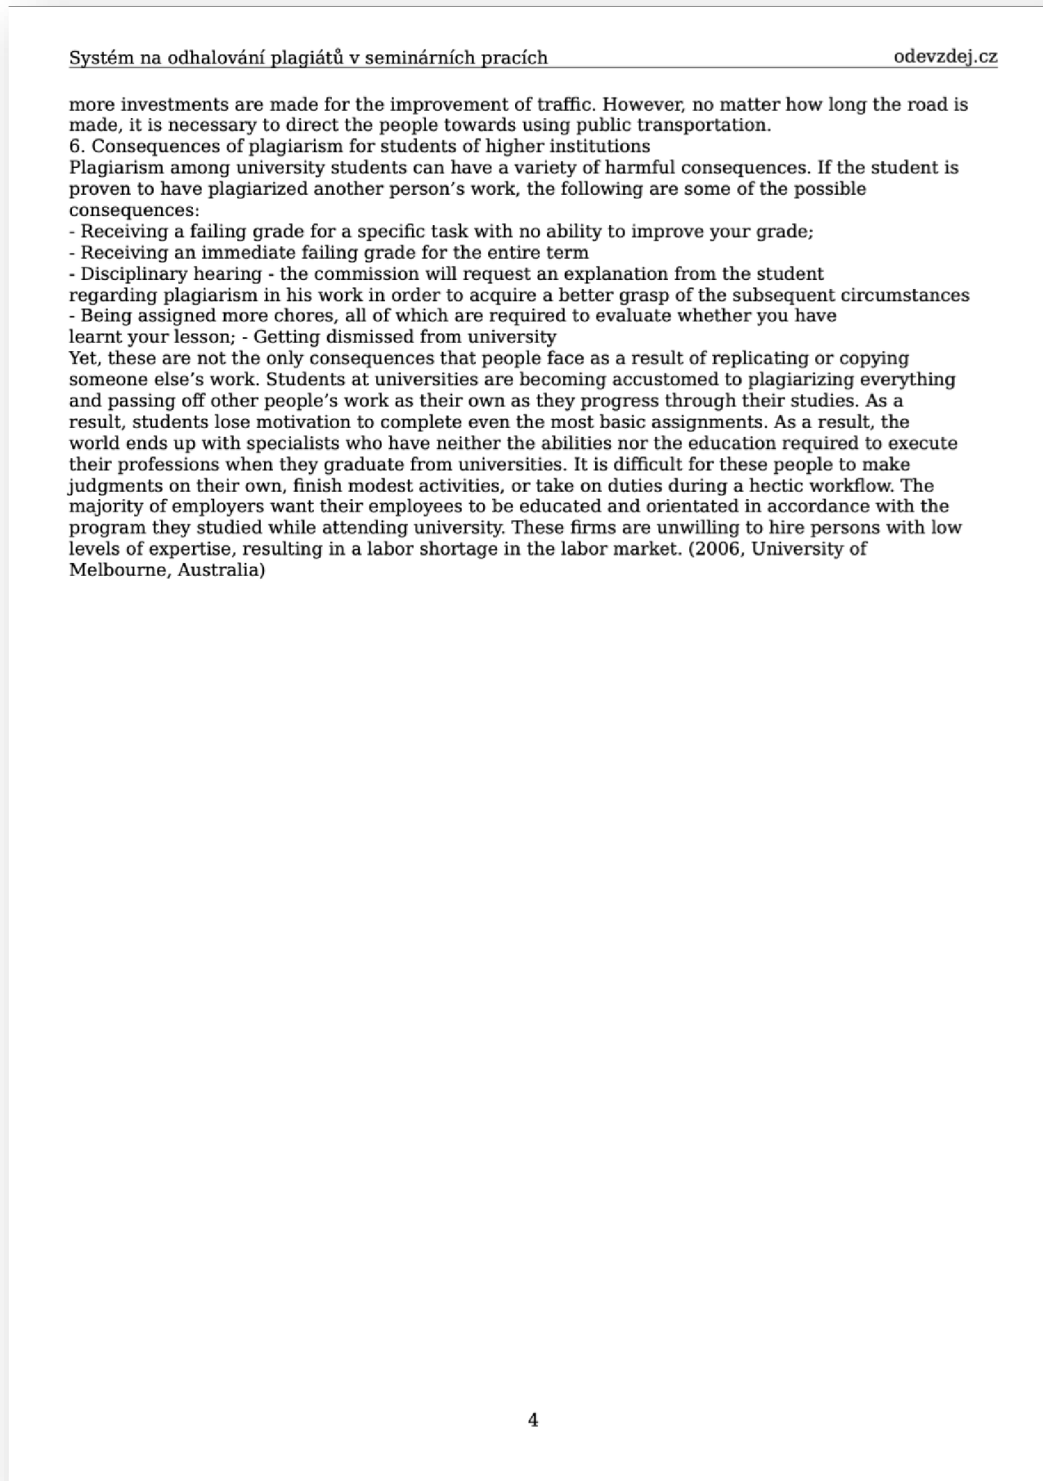 Systém na odhalování plagiátů v seminárních pracích odevzdej.cz
more investments are made for the improvement of traffic. However, no matter how long the road is
made, it is necessary to direct the people towards using public transportation.
6. Consequences of plagiarism for students of higher institutions
Plagiarism among university students can have a variety of harmful consequences. If the student is
proven to have plagiarized another person’s work, the following are some of the possible
consequences:
- Receiving a failing grade for a specific task with no ability to improve your grade;
- Receiving an immediate failing grade for the entire term
- Disciplinary hearing - the commission will request an explanation from the student
regarding plagiarism in his work in order to acquire a better grasp of the subsequent circumstances
- Being assigned more chores, all of which are required to evaluate whether you have
learnt your lesson; - Getting dismissed from university
Yet, these are not the only consequences that people face as a result of replicating or copying
someone else’s work. Students at universities are becoming accustomed to plagiarizing everything
and passing off other people’s work as their own as they progress through their studies. As a
result, students lose motivation to complete even the most basic assignments. As a result, the
world ends up with specialists who have neither the abilities nor the education required to execute
their professions when they graduate from universities. It is difficult for these people to make
judgments on their own, finish modest activities, or take on duties during a hectic workflow. The
majority of employers want their employees to be educated and orientated in accordance with the
program they studied while attending university. These firms are unwilling to hire persons with low
levels of expertise, resulting in a labor shortage in the labor market. (2006, University of
Melbourne, Australia)
4